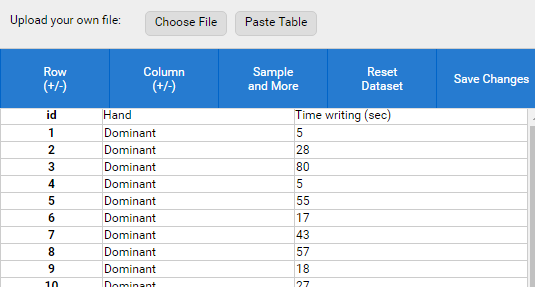 Upload your own file: Choose File Paste Table
Row (+/-) Column (+/-) Sample and More Reset Dataset Save Changes
id Hand Time writing (sec)
1 Dominant 5
2 Dominant 28
3 Dominant 80
4 Dominant 5
5 Dominant 55
6 Dominant 17
7 Dominant 43
8 Dominant 57
9 Dominant 18
10 Dominant 27